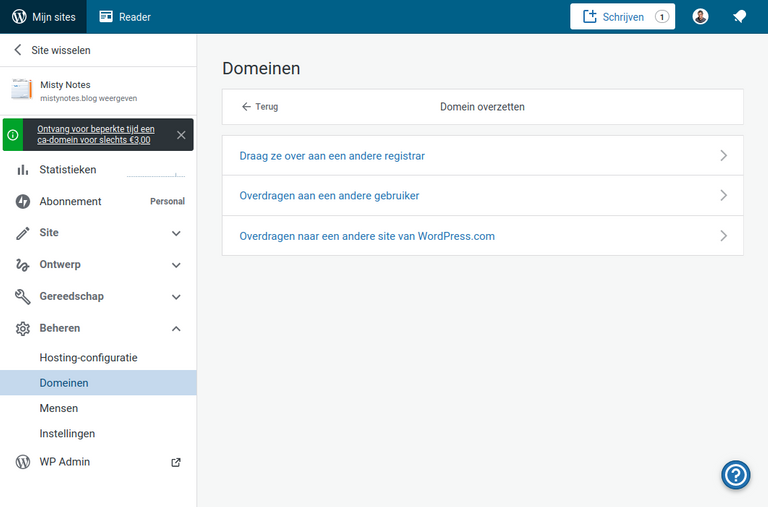 Mijn sites
Reader
Schrijven
1
Site wisselen
Misty Notes
mistynotes.blog weergeven
Ontvang voor beperkte tijd een
ca-domein voor slechts €3,00
Statistieken
Abonnement
Personal
Site
Ontwerp
Gereedschap
Beheren
Hosting-configuratie
Domeinen
Mensen
Instellingen
WP Admin
Domeinen
Terug
Domein overzetten
Draag ze over aan een andere registrar
Overdragen aan een andere gebruiker
Overdragen naar een andere site van WordPress.com